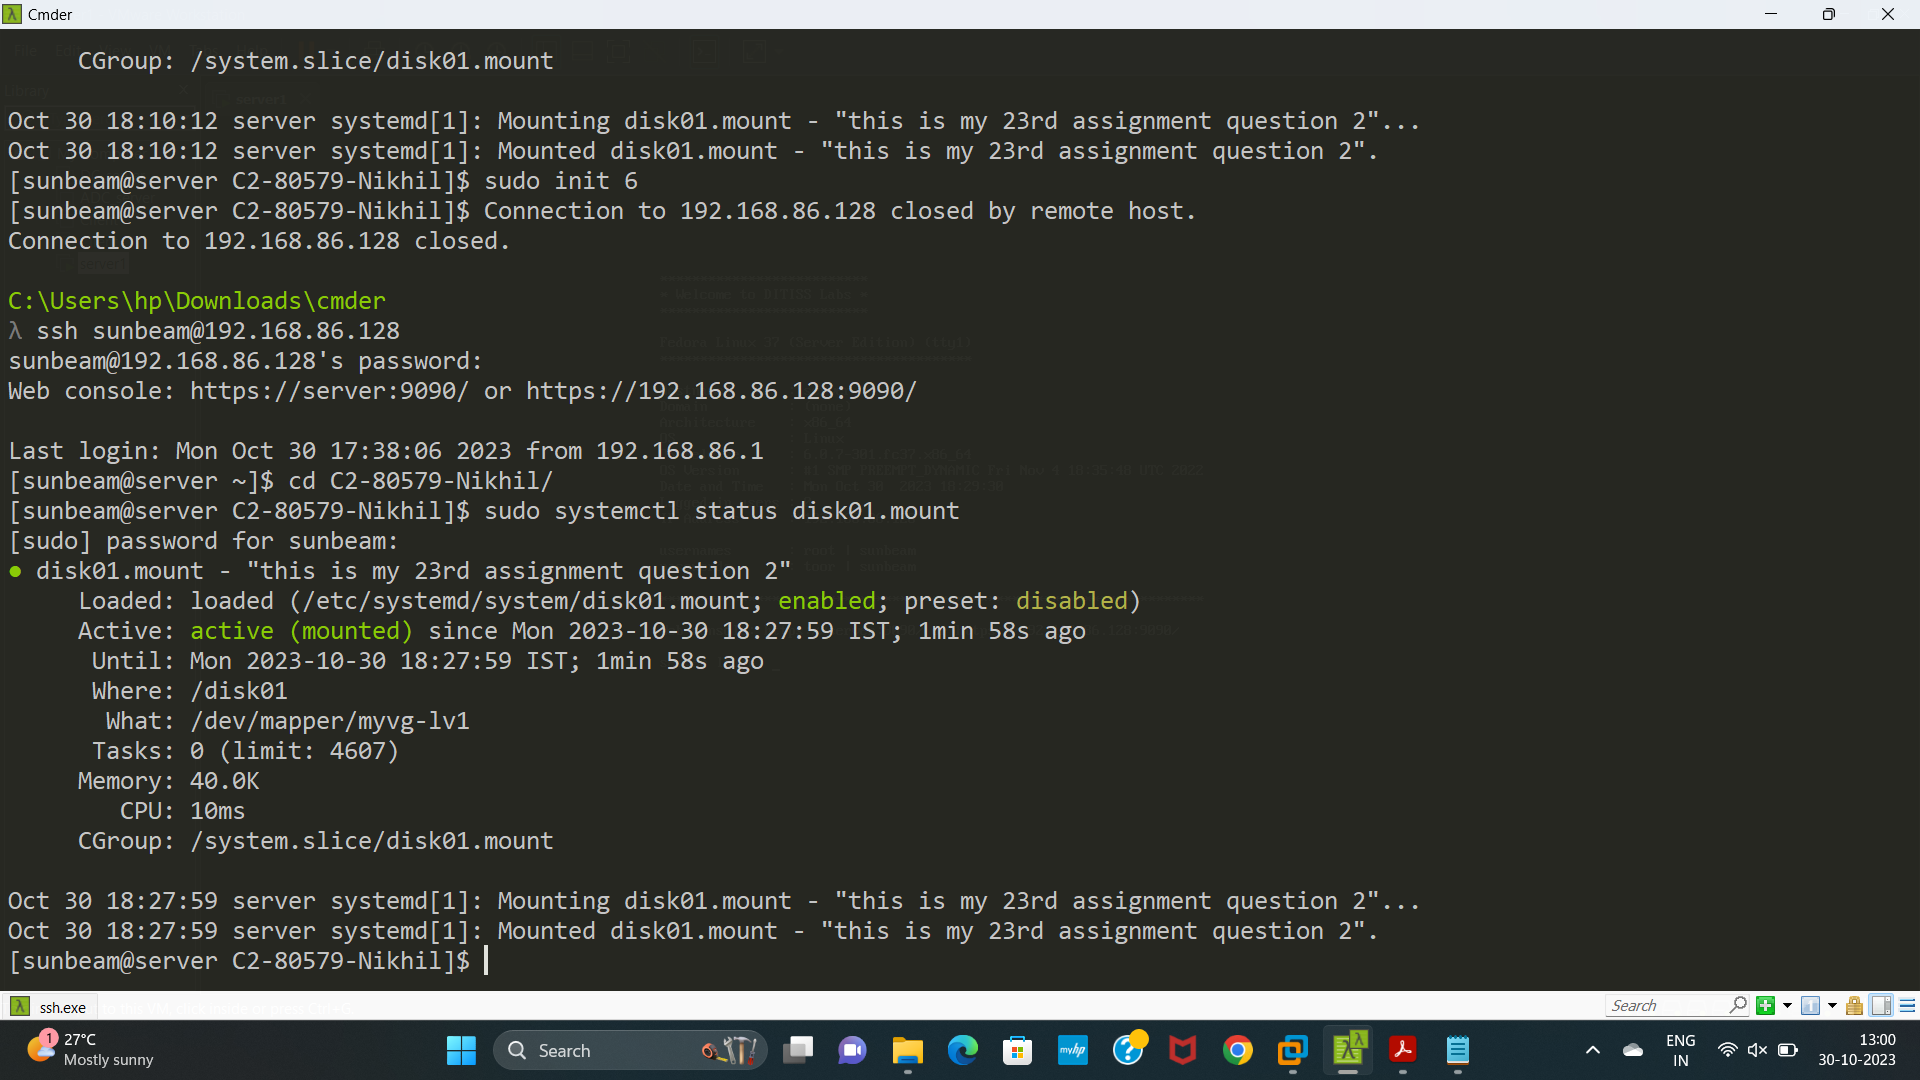 Cmder
CGroup: /system.slice/disk01.mount
Oct 30 18:10:12 server systemd[1]: Mounting disk01.mount - "this is my 23rd assignment question 2"...
Oct 30 18:10:12 server systemd[1]: Mounted disk01.mount - "this is my 23rd assignment question 2".
[sunbeam@server C2-80579-Nikhil]$ sudo init 6
[sunbeam@server C2-80579-Nikhil]$ Connection to 192.168.86.128 closed by remote host.
Connection to 192.168.86.128 closed.
C:\Users\hp\Downloads\cmder
λ ssh sunbeam@192.168.86.128
sunbeam@192.168.86.128's password:
Web console: https://server:9090/ or https://192.168.86.128:9090/
Last login: Mon Oct 30 17:38:06 2023 from 192.168.86.1
[sunbeam@server ~]$ cd C2-80579-Nikhil/
[sunbeam@server C2-80579-Nikhil]$ sudo systemctl status disk01.mount
[sudo] password for sunbeam:
● disk01.mount - "this is my 23rd assignment question 2"
Loaded: loaded (/etc/systemd/system/disk01.mount; enabled; preset: disabled)
Active: active (mounted) since Mon 2023-10-30 18:27:59 IST; 1min 58s ago
Until: Mon 2023-10-30 18:27:59 IST; 1min 58s ago
Where: /disk01
What: /dev/mapper/myvg-lv1
Tasks: 0 (limit: 4607)
Memory: 40.0K
CPU: 10ms
CGroup: /system.slice/disk01.mount
Oct 30 18:27:59 server systemd[1]: Mounting disk01.mount - "this is my 23rd assignment question 2"...
Oct 30 18:27:59 server systemd[1]: Mounted disk01.mount - "this is my 23rd assignment question 2".
[sunbeam@server C2-80579-Nikhil]$
ssh.exe
Search
1
27°C
Mostly sunny
Search
myhp
ENG
IN
13:00
30-10-2023